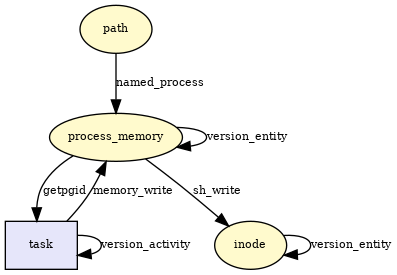 path
named_process
process_memory
version_entity
getpgid
memory_write
sh_write
task
version_activity
inode
version_entity